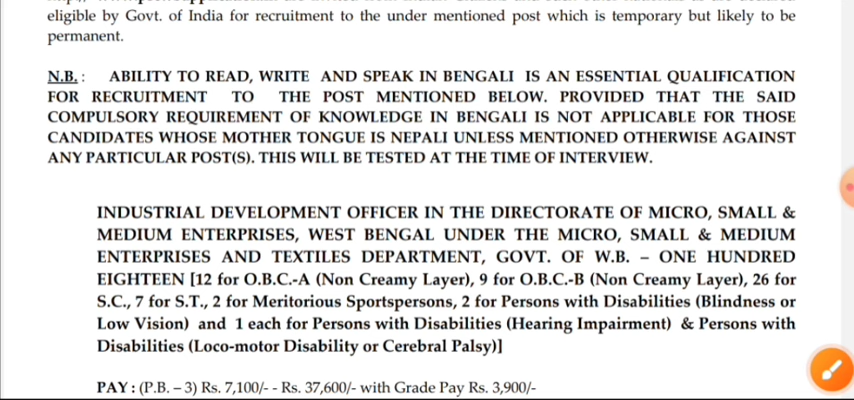 eligible by Govt. of India for recruitment to the under mentioned post which is temporary but likely to be
permanent.
N.B. : ABILITY TO READ, WRITE AND SPEAK IN BENGALI IS AN ESSENTIAL QUALIFICATION
FOR RECRUITMENT TO THE POST MENTIONED BELOW. PROVIDED THAT THE SAID
COMPULSORY REQUIREMENT OF KNOWLEDGE IN BENGALI IS NOT APPLICABLE FOR THOSE
CANDIDATES WHOSE MOTHER TONGUE IS NEPALI UNLESS MENTIONED OTHERWISE AGAINST
ANY PARTICULAR POST(S). THIS WILL BE TESTED AT THE TIME OF INTERVIEW.
INDUSTRIAL DEVELOPMENT OFFICER IN THE DIRECTORATE OF MICRO, SMALL &
MEDIUM ENTERPRISES, WEST BENGAL UNDER THE MICRO, SMALL & MEDIUM
ENTERPRISES AND TEXTILES DEPARTMENT, GOVT. OF W.B. – ONE HUNDRED
EIGHTEEN [12 for O.B.C.-A (Non Creamy Layer), 9 for O.B.C.-B (Non Creamy Layer), 26 for
S.C., 7 for S.T., 2 for Meritorious Sportspersons, 2 for Persons with Disabilities (Blindness or
Low Vision) and 1 each for Persons with Disabilities (Hearing Impairment) & Persons with
Disabilities (Loco-motor Disability or Cerebral Palsy)]
PAY : (P.B. – 3) Rs. 7,100/- - Rs. 37,600/- with Grade Pay Rs. 3,900/-